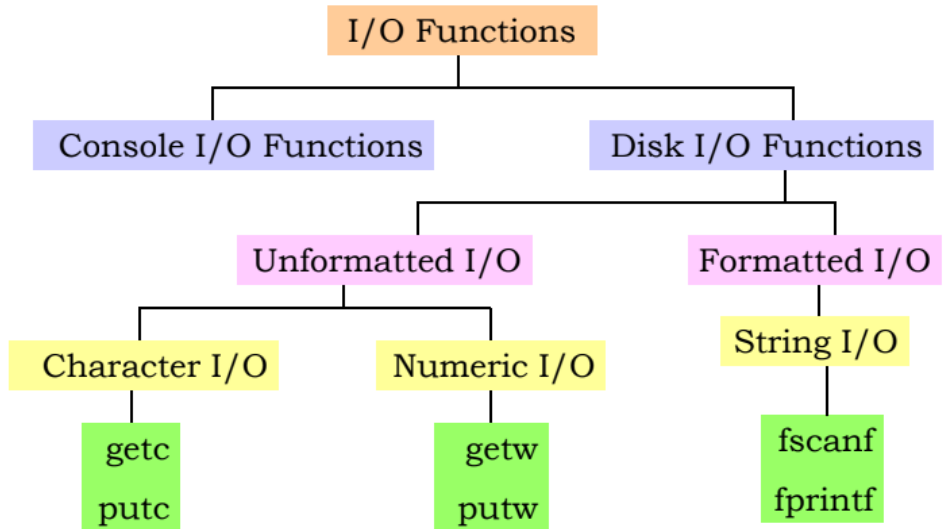 I/O Functions
Console I/O Functions
Disk I/O Functions
Unformatted I/O
Formatted I/O
Character I/O
Numeric I/O
String I/O
getc
putc
getw
putw
fscanf
fprintf